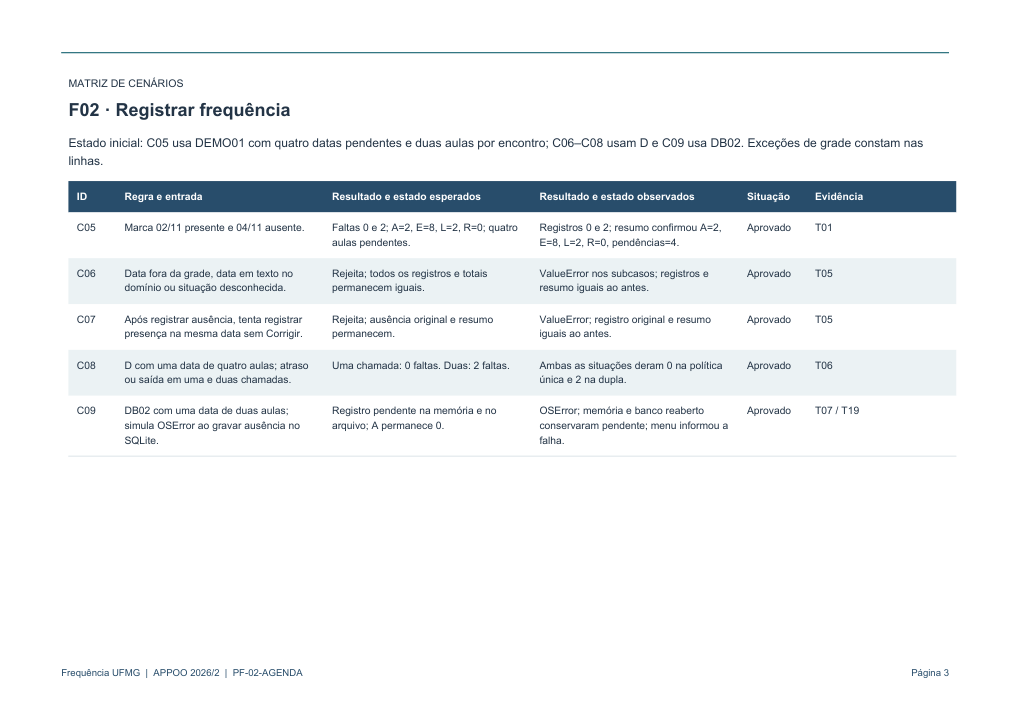 MATRIZ DE CENÁRIOS
F02 · Registrar frequência
Estado inicial: C05 usa DEMO01 com quatro datas pendentes e duas aulas por encontro; C06–C08 usam D e C09 usa DB02. Exceções de grade constam nas
linhas.
ID Regra e entrada Resultado e estado esperados Resultado e estado observados Situação Evidência
C05 Marca 02/11 presente e 04/11 ausente. Faltas 0 e 2; A=2, E=8, L=2, R=0; quatro Registros 0 e 2; resumo confirmou A=2, Aprovado T01
aulas pendentes. E=8, L=2, R=0, pendências=4.
C06 Data fora da grade, data em texto no Rejeita; todos os registros e totais ValueError nos subcasos; registros e Aprovado T05
domínio ou situação desconhecida. permanecem iguais. resumo iguais ao antes.
C07 Após registrar ausência, tenta registrar Rejeita; ausência original e resumo ValueError; registro original e resumo Aprovado T05
presença na mesma data sem Corrigir. permanecem. iguais ao antes.
C08 D com uma data de quatro aulas; atraso Uma chamada: 0 faltas. Duas: 2 faltas. Ambas as situações deram 0 na política Aprovado T06
ou saída em uma e duas chamadas. única e 2 na dupla.
C09 DB02 com uma data de duas aulas; Registro pendente na memória e no OSError; memória e banco reaberto Aprovado T07 / T19
simula OSError ao gravar ausência no arquivo; A permanece 0. conservaram pendente; menu informou a
SQLite. falha.
Frequência UFMG | APPOO 2026/2 | PF-02-AGENDA Página 3